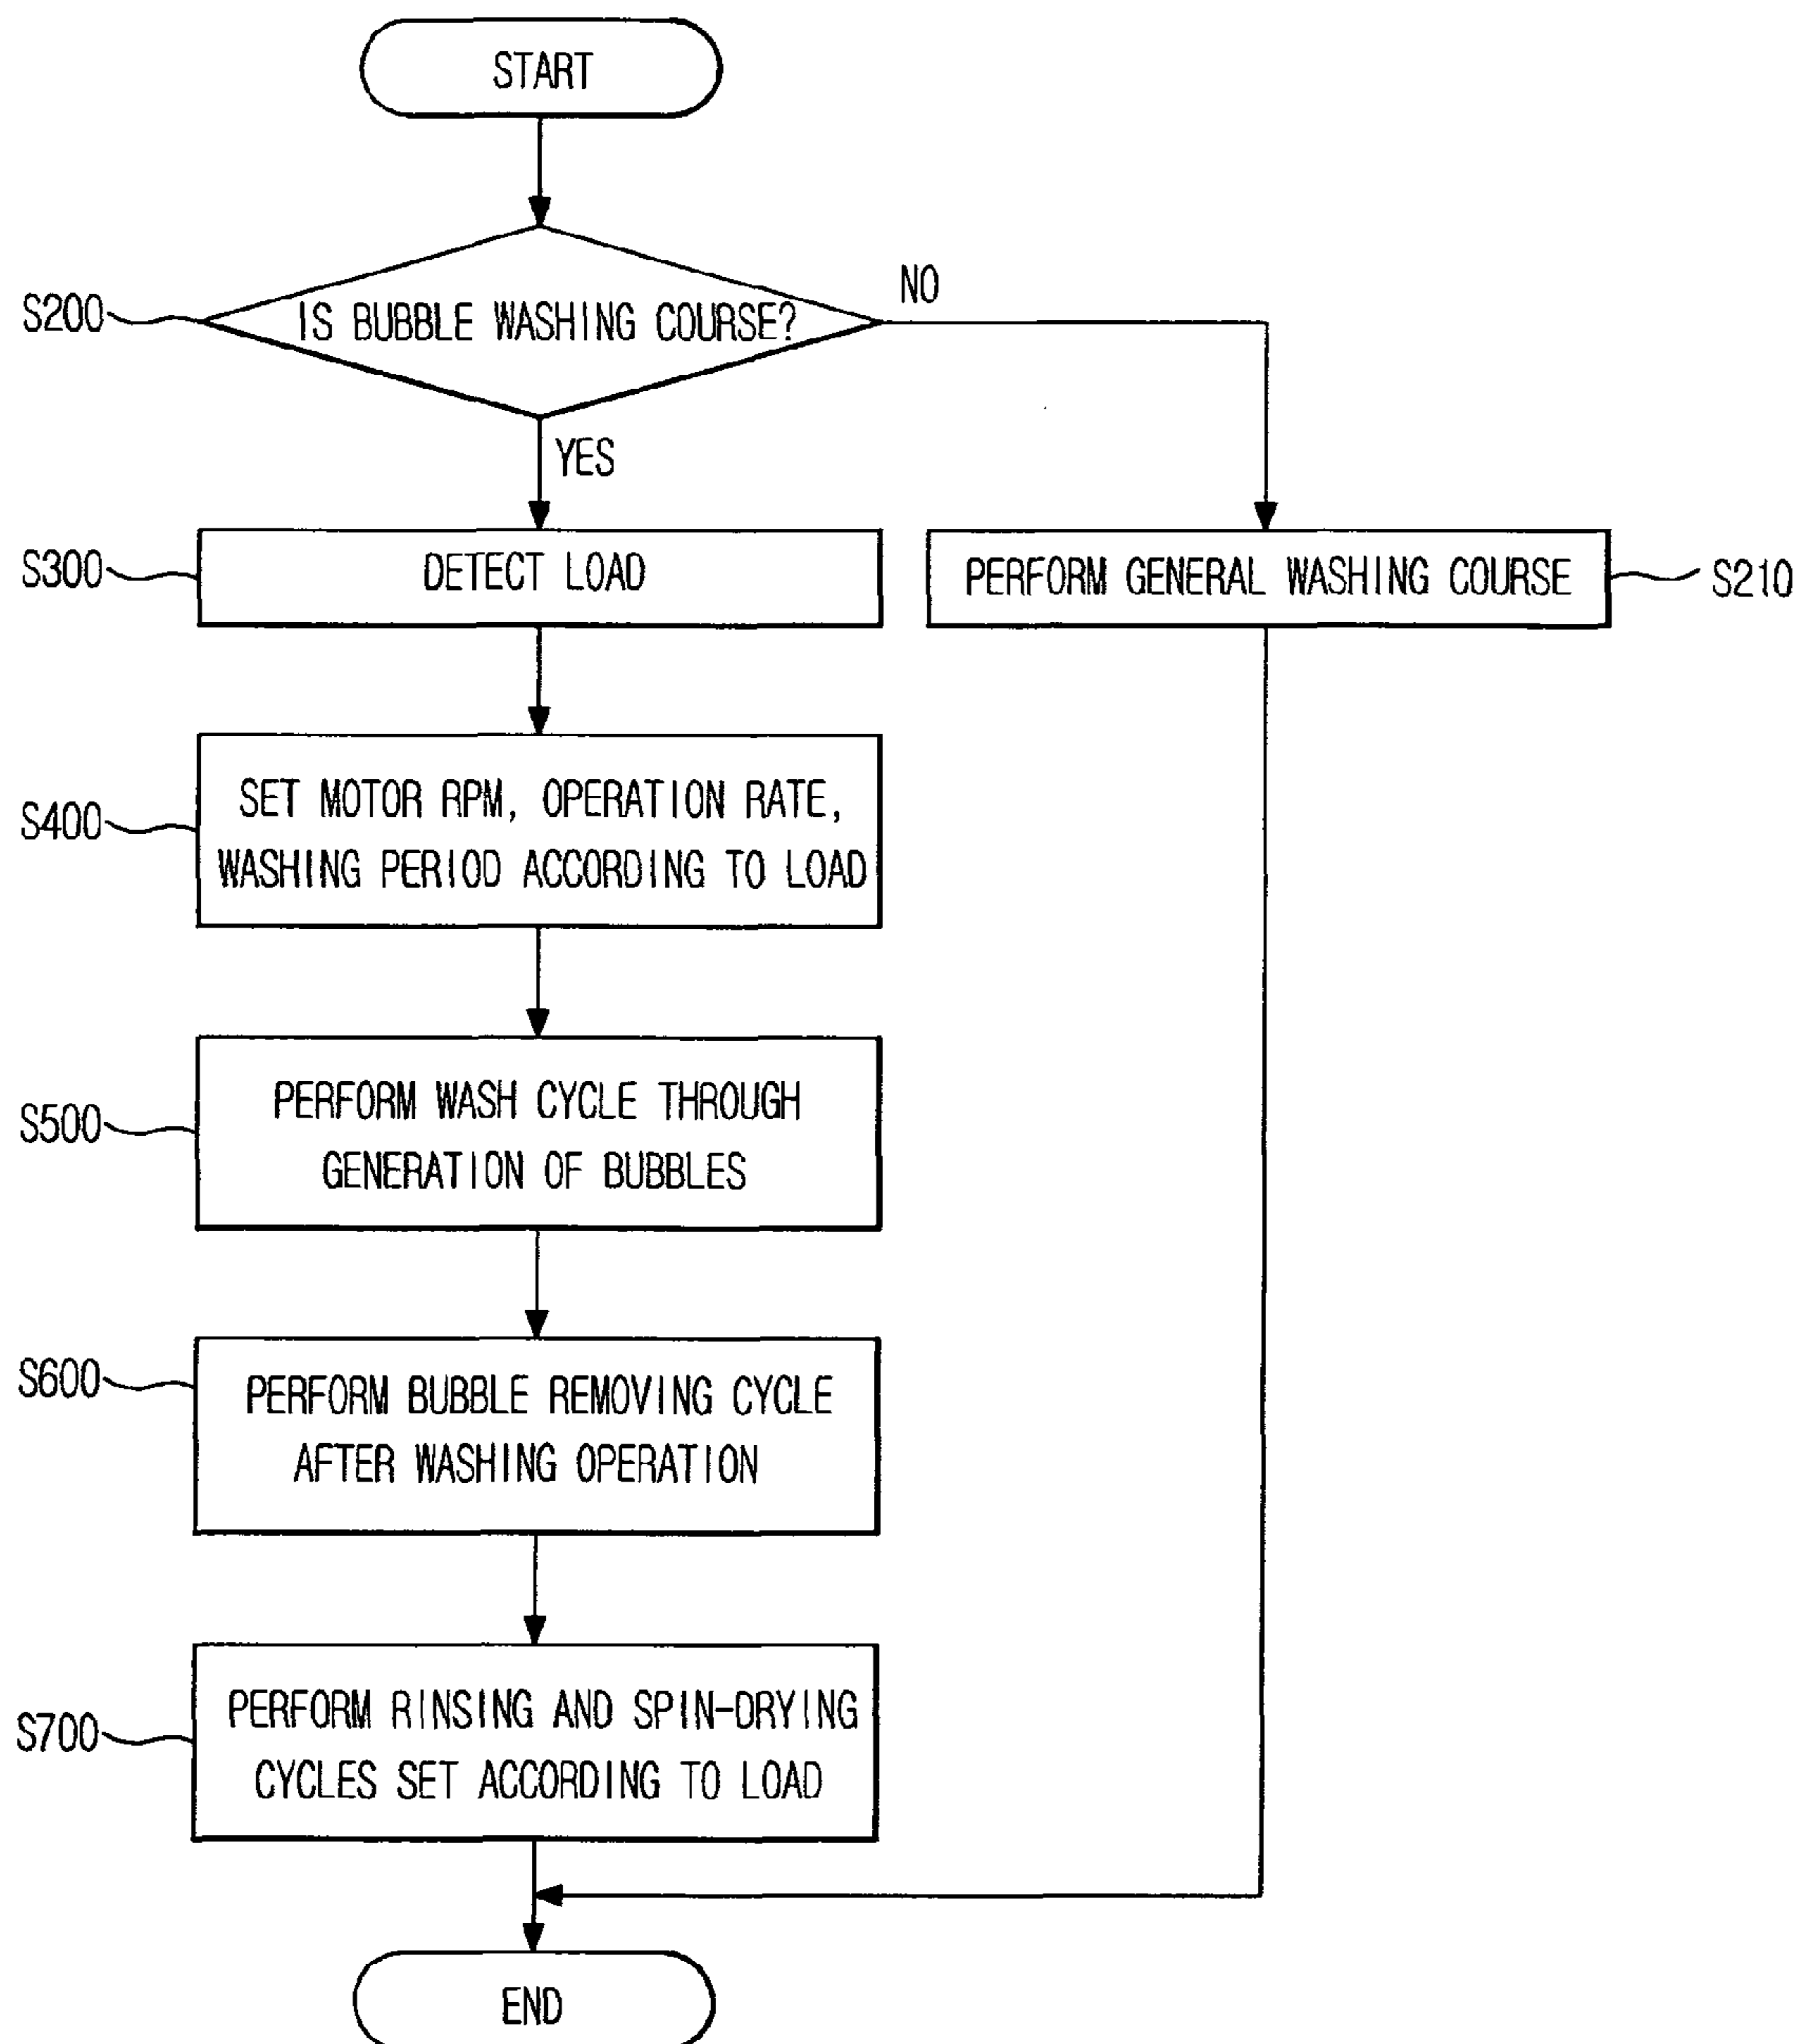 START
S200
IS BUBBLE WASHING COURSE?
NO
YES
S300
DETECT LOAD
PERFORM GENERAL WASHING COURSE
S210
S400
SET MOTOR RPM, OPERATION RATE,
WASHING PERIOD ACCORDING TO LOAD
S500
PERFORM WASH CYCLE THROUGH
GENERATION OF BUBBLES
S600
PERFORM BUBBLE REMOVING CYCLE
AFTER WASHING OPERATION
S700
PERFORM RINSING AND SPIN-DRYING
CYCLES SET ACCORDING TO LOAD
END